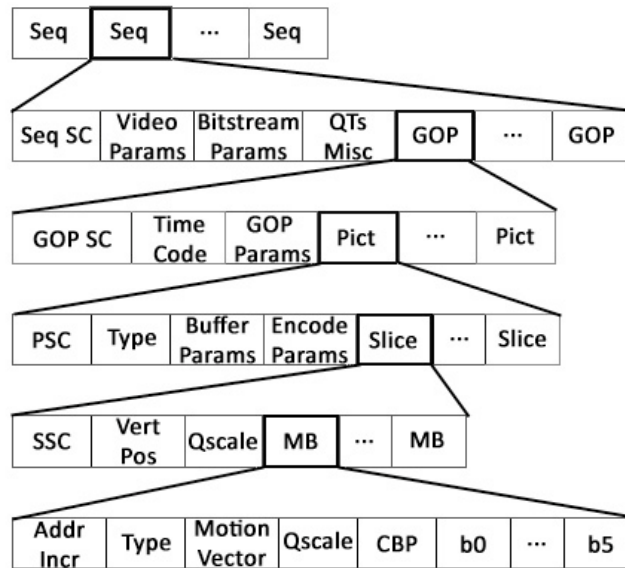 Seq Seq ... Seq
Seq SC Video Params Bitstream Params QTs Misc GOP ... GOP
GOP SC Time Code GOP Params Pict ... Pict
PSC Type Buffer Params Encode Params Slice ... Slice
SSC Vert Pos Qscale MB ... MB
Addr Incr Type Motion Vector Qscale CBP b0 ... b5